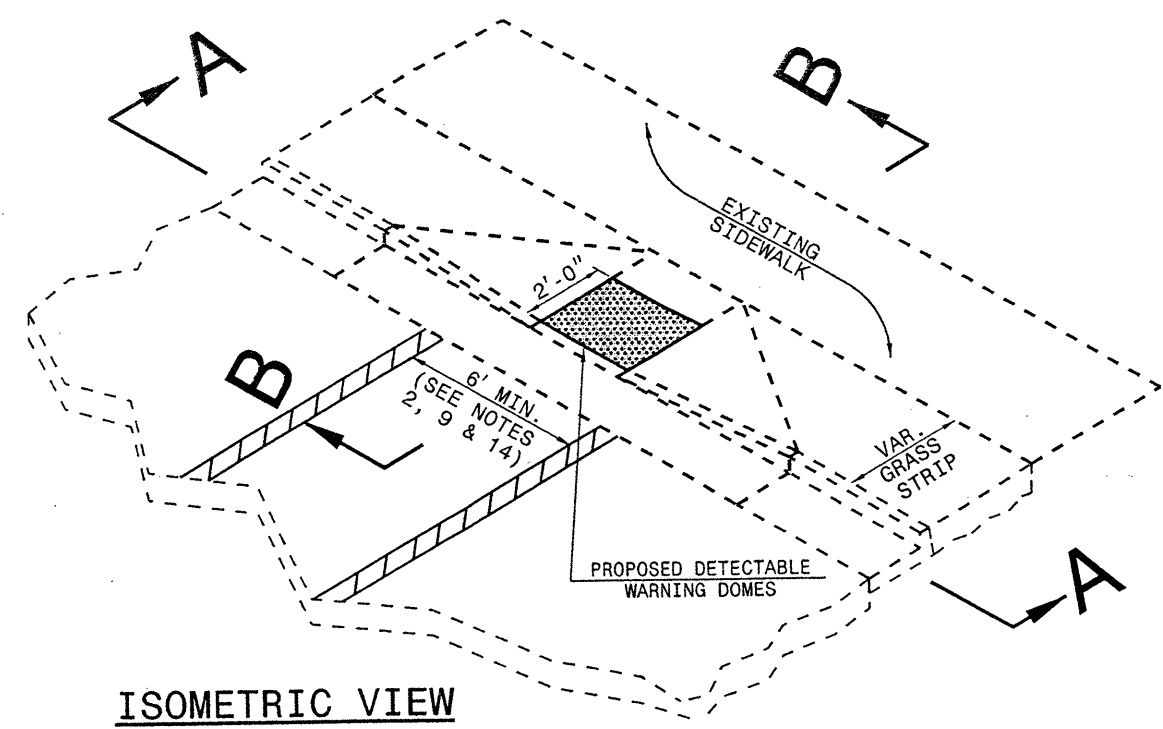 A
B
EXISTING
SIDEWALK
2'-0"
B
6' MIN.
(SEE NOTES
2, 9 & 14)
VAR.
GRASS
STRIP
PROPOSED DETECTABLE
WARNING DOMES
A
ISOMETRIC VIEW